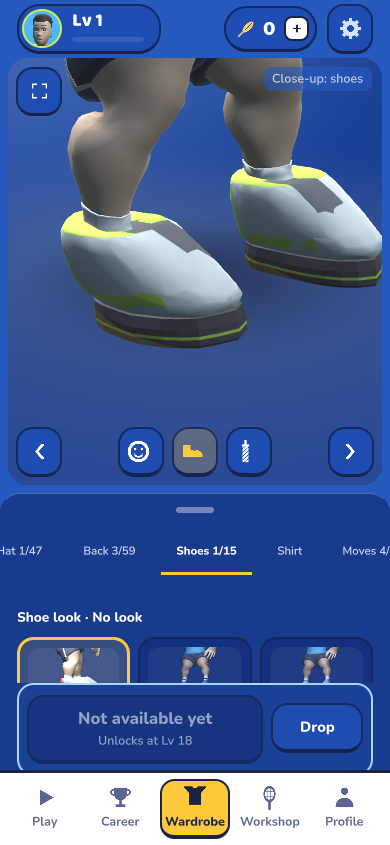 Lv 1
0
Close-up: shoes
Hat 1/47
Back 3/59
Shoes 1/15
Shirt
Moves 4/
Shoe look · No look
Not available yet
Unlocks at Lv 18
Drop
Play
Career
Wardrobe
Workshop
Profile